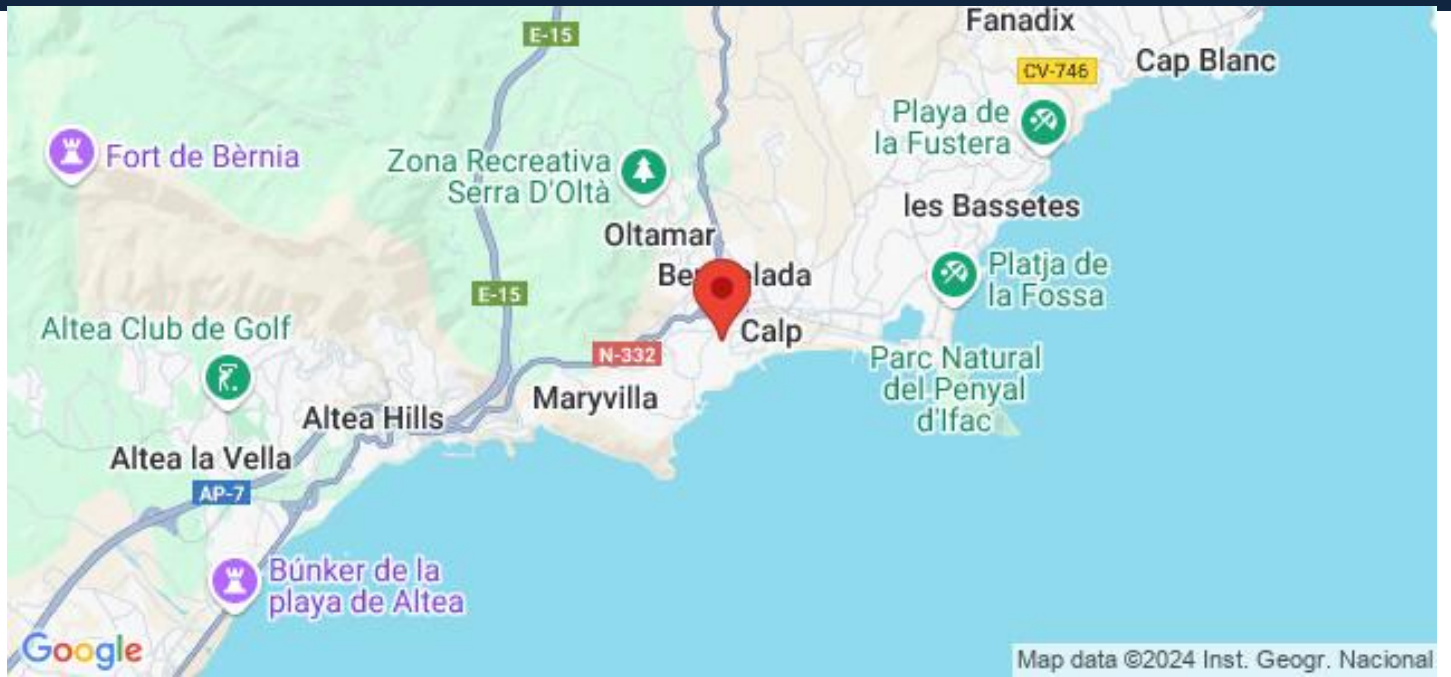 Fanadix
E-15
CV-746
Cap Blanc
Playa de
la Fustera
Fort de Bèrnia
Zona Recreativa
Serra D'Oltà
les Bassetes
Oltamar
Platja de
la Fossa
E-15
Altea Club de Golf
Calp
N-332
Parc Natural
del Penyal
d'Ifac
Maryvilla
Altea Hills
Altea la Vella
AP-7
Búnker de la
playa de Altea
Google
Map data ©2024 Inst. Geogr. Nacional